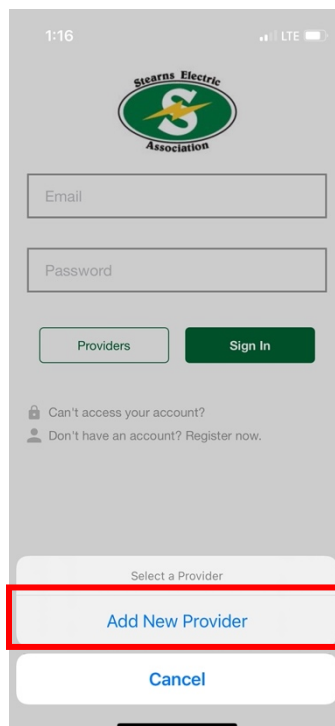 1:16
LTE
Stearns Electric
S
Association
Email
Password
Providers
Sign In
Can't access your account?
Don't have an account? Register now.
Select a Provider
Add New Provider
Cancel